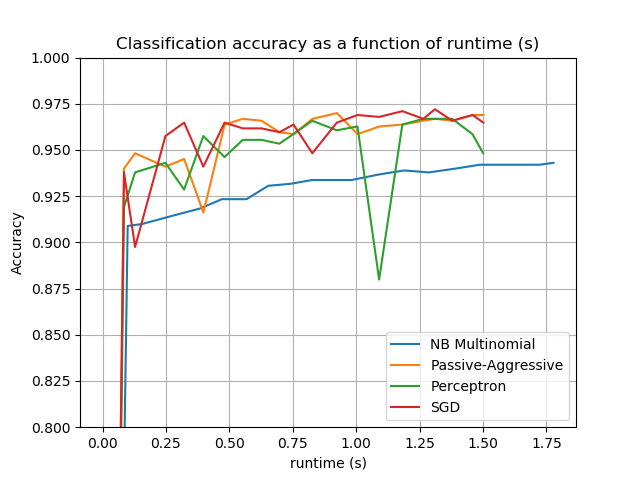 Classification accuracy as a function of runtime (s)
1.000
0.975
0.950
0.925
0.900
0.875
0.850
0.825
0.800
Accuracy
NB Multinomial
Passive-Aggressive
Perceptron
SGD
0.00 0.25 0.50 0.75 1.00 1.25 1.50 1.75
runtime (s)